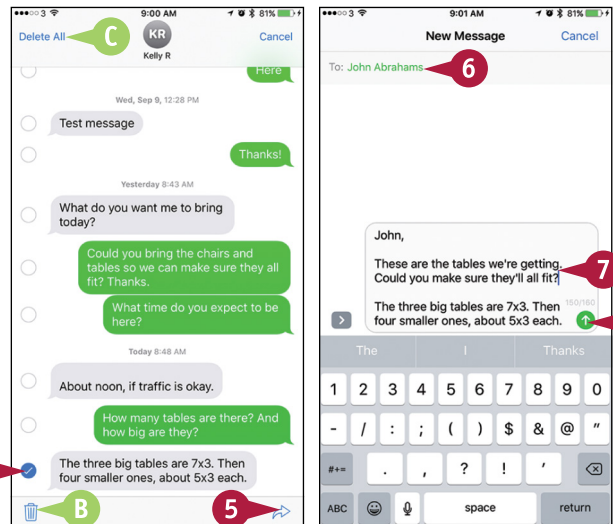 3
9:00 AM
81%
Delete All
C
KR
Kelly R
Cancel
Here
Wed, Sep 9, 12:28 PM
Test message
Thanks!
Yesterday 8:43 AM
What do you want me to bring
today?
Could you bring the chairs and
tables so we can make sure they all
fit? Thanks.
What time do you expect to be
here?
Today 8:48 AM
About noon, if traffic is okay.
How many tables are there? And
how big are they?
The three big tables are 7x3. Then
four smaller ones, about 5x3 each.
B
5
3
9:01 AM
81%
New Message
Cancel
To: John Abrahams
6
John,
These are the tables we're getting.
Could you make sure they'll all fit?
7
The three big tables are 7x3. Then
four smaller ones, about 5x3 each.
150/160
The I Thanks
1 2 3 4 5 6 7 8 9 0
- / : ; ( ) $ & @ "
#+= . , ? ! '
ABC space return